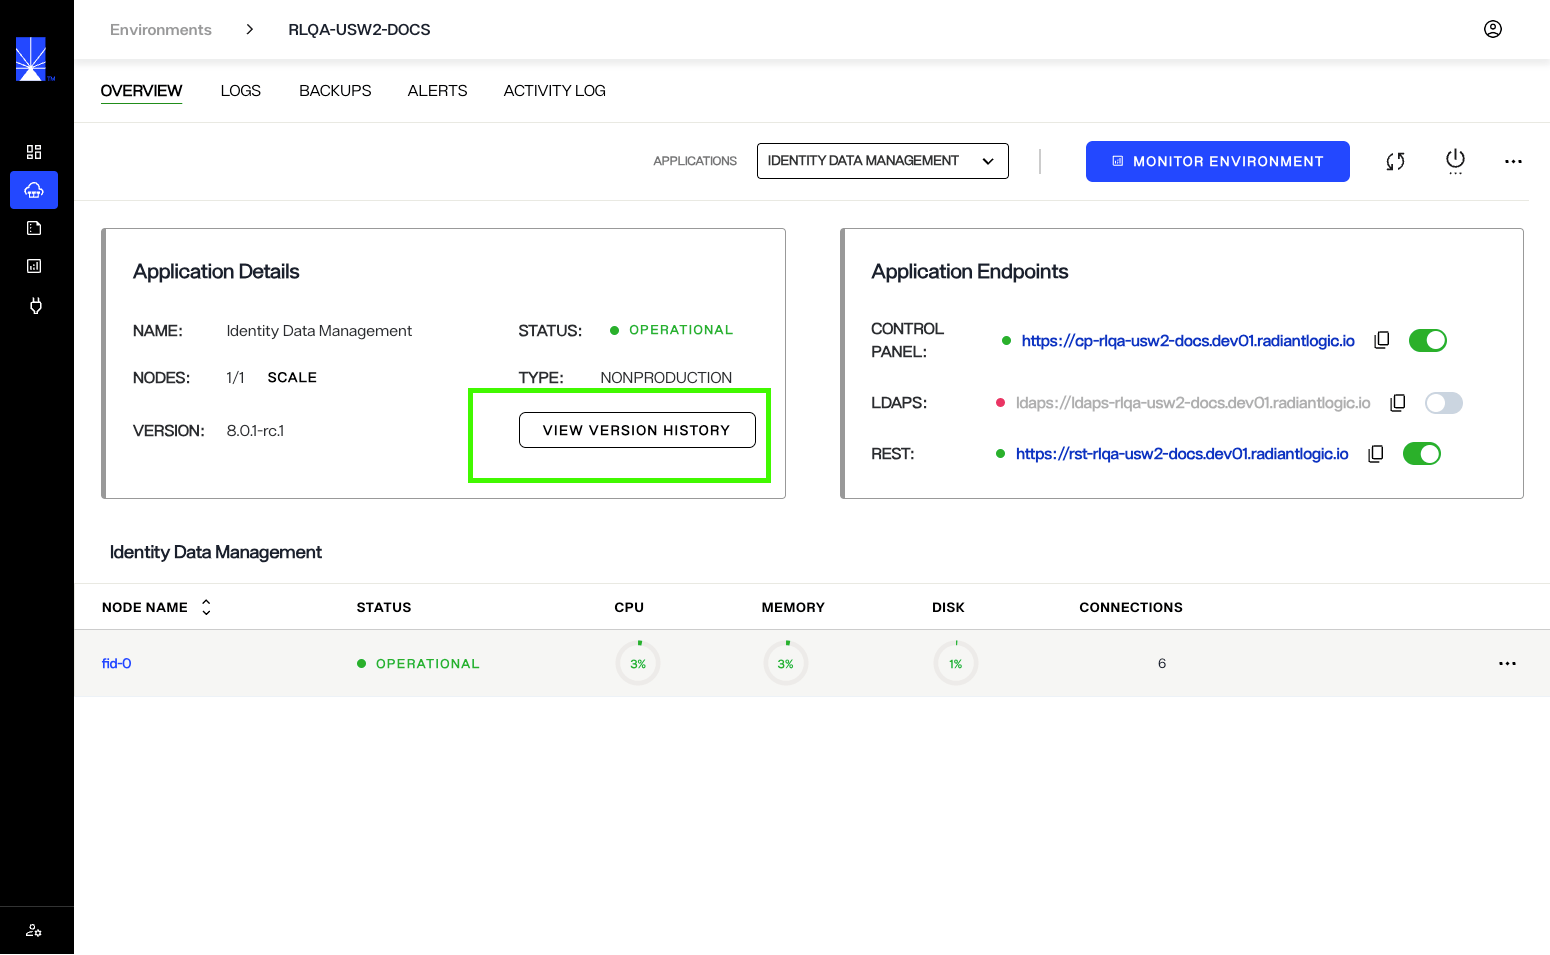 Environments > RLQA-USW2-DOCS
OVERVIEW LOGS BACKUPS ALERTS ACTIVITY LOG
APPLICATIONS IDENTITY DATA MANAGEMENT MONITOR ENVIRONMENT
Application Details
NAME: Identity Data Management STATUS: OPERATIONAL
NODES: 1/1 SCALE TYPE: NONPRODUCTION
VERSION: 8.0.1-rc.1 VIEW VERSION HISTORY
Application Endpoints
CONTROL
PANEL: https://cp-rlqa-usw2-docs.dev01.radiantlogic.io
LDAPS: ldaps://ldaps-rlqa-usw2-docs.dev01.radiantlogic.io
REST: https://rst-rlqa-usw2-docs.dev01.radiantlogic.io
Identity Data Management
NODE NAME STATUS CPU MEMORY DISK CONNECTIONS
fid-0 OPERATIONAL 3% 3% 1% 6